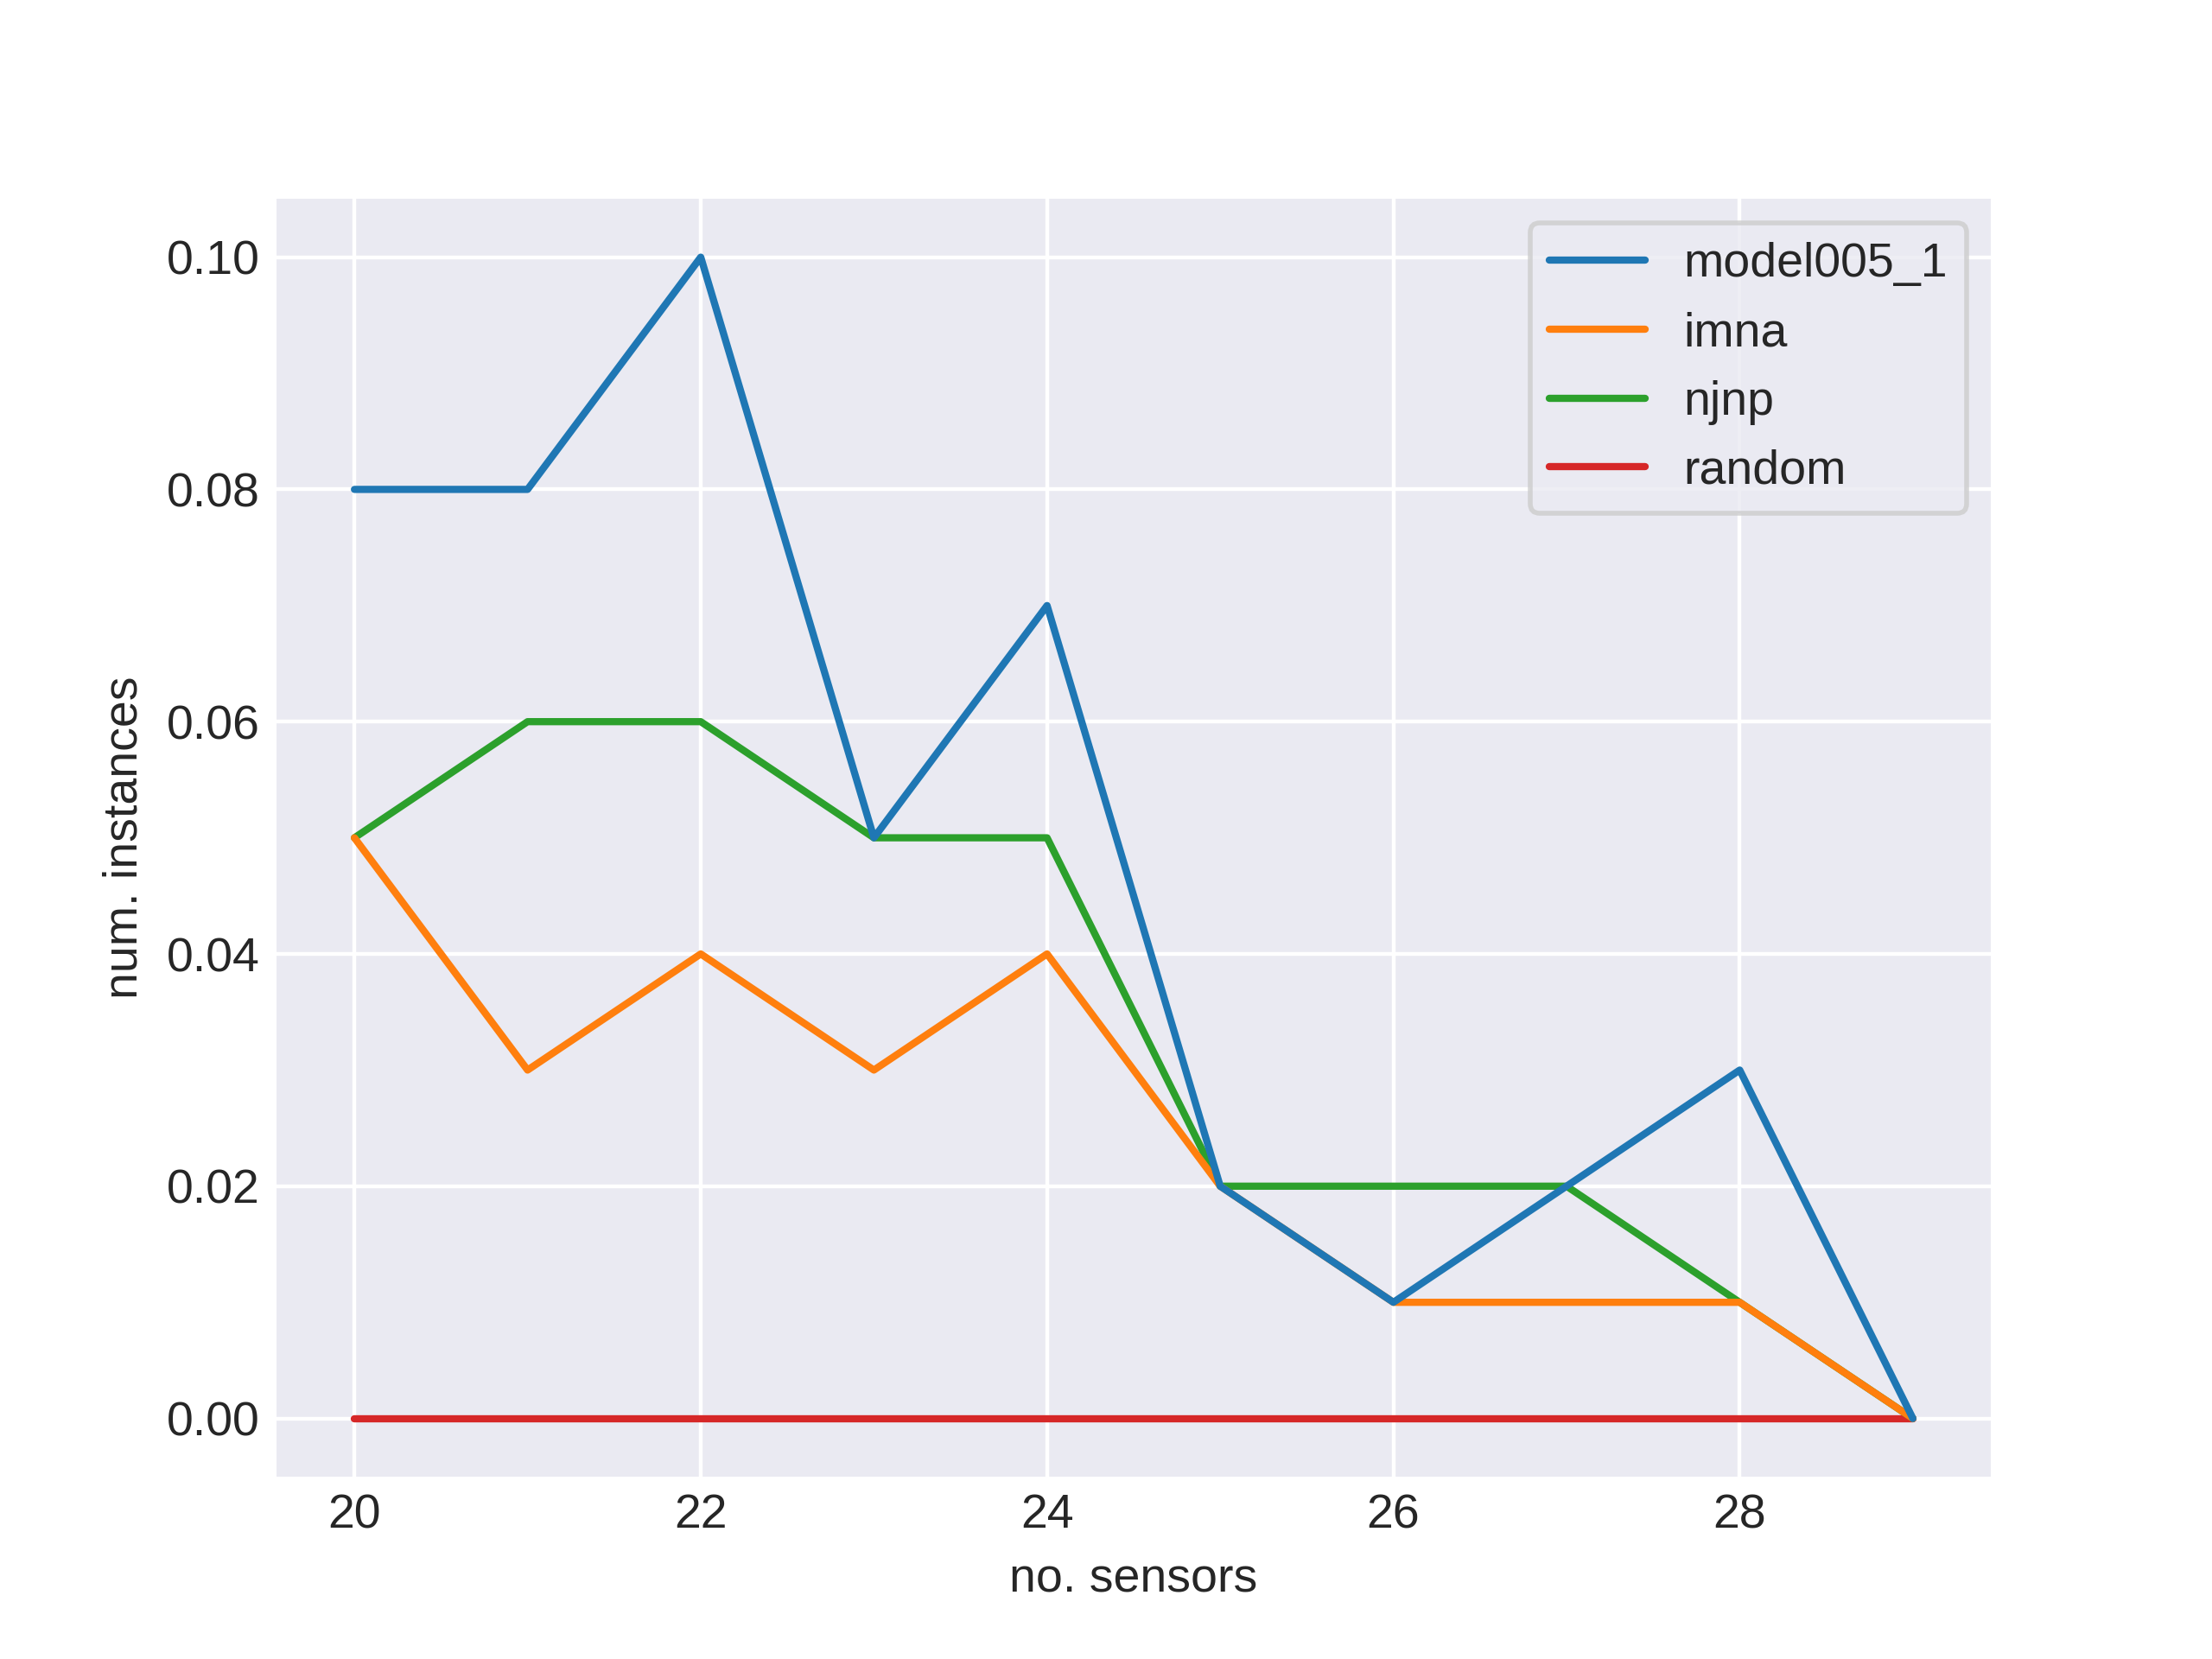 model005_1
imna
njnp
random
0.10
0.08
0.06
0.04
0.02
0.00
num. instances
20 22 24 26 28
no. sensors